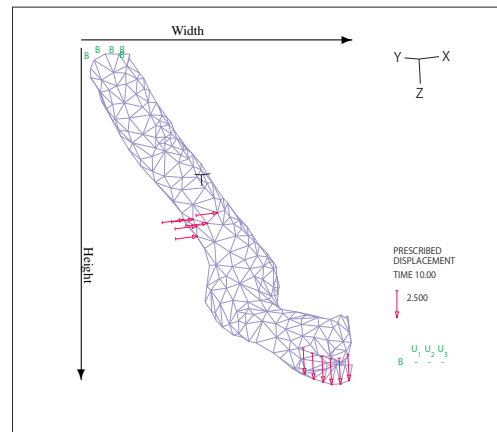 Width
B B B B
B B
Y X
Z
Height
PRESCRIBED
DISPLACEMENT
TIME 10.00
2.500
U1 U2 U3
B - - -